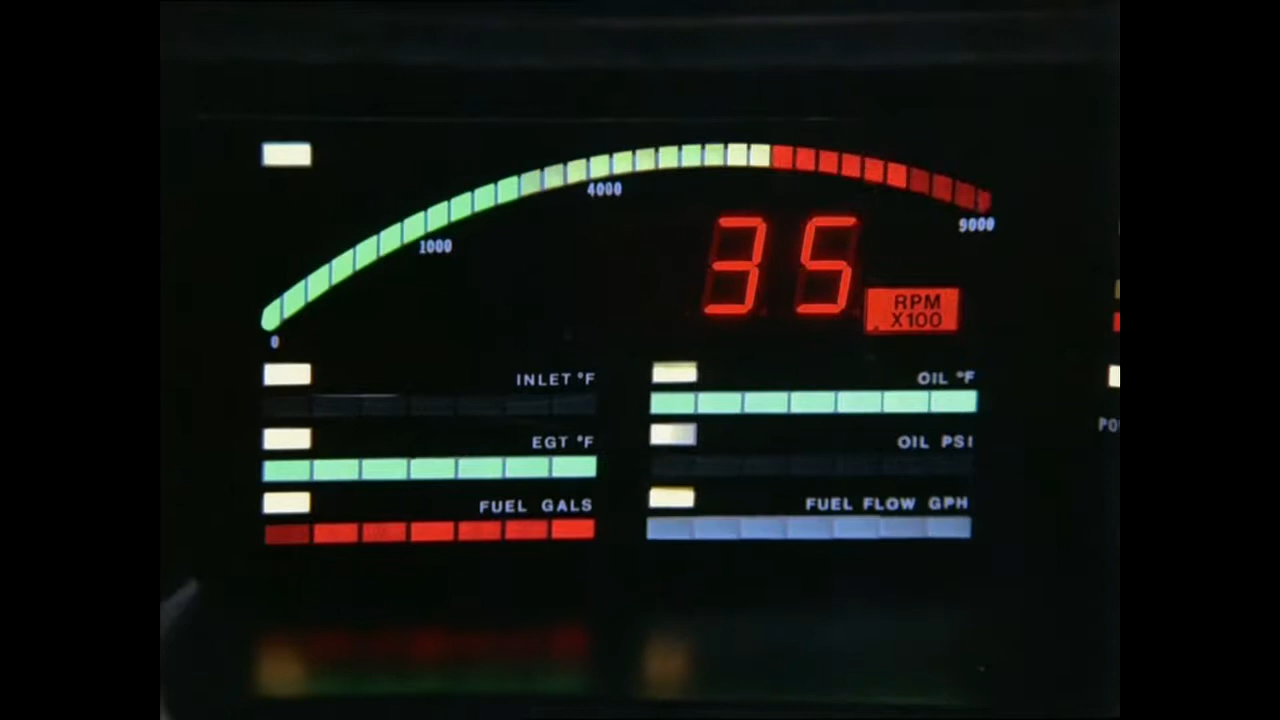 4000
1000
9000
35
RPM
X100
0
INLET °F
OIL °F
EGT °F
OIL PSI
FUEL GALS
FUEL FLOW GPH